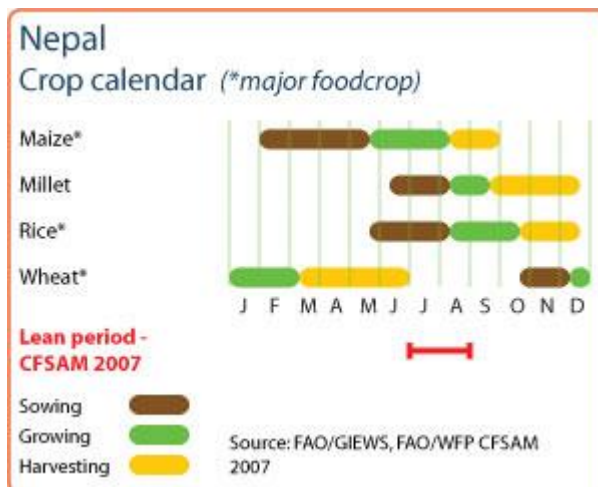 Nepal
Crop calendar (*major foodcrop)
Maize*
Millet
Rice*
Wheat*
J F M A M J J A S O N D
Lean period -
CFSAM 2007
Sowing
Growing
Harvesting
Source: FAO/GIEWS, FAO/WFP CFSAM
2007